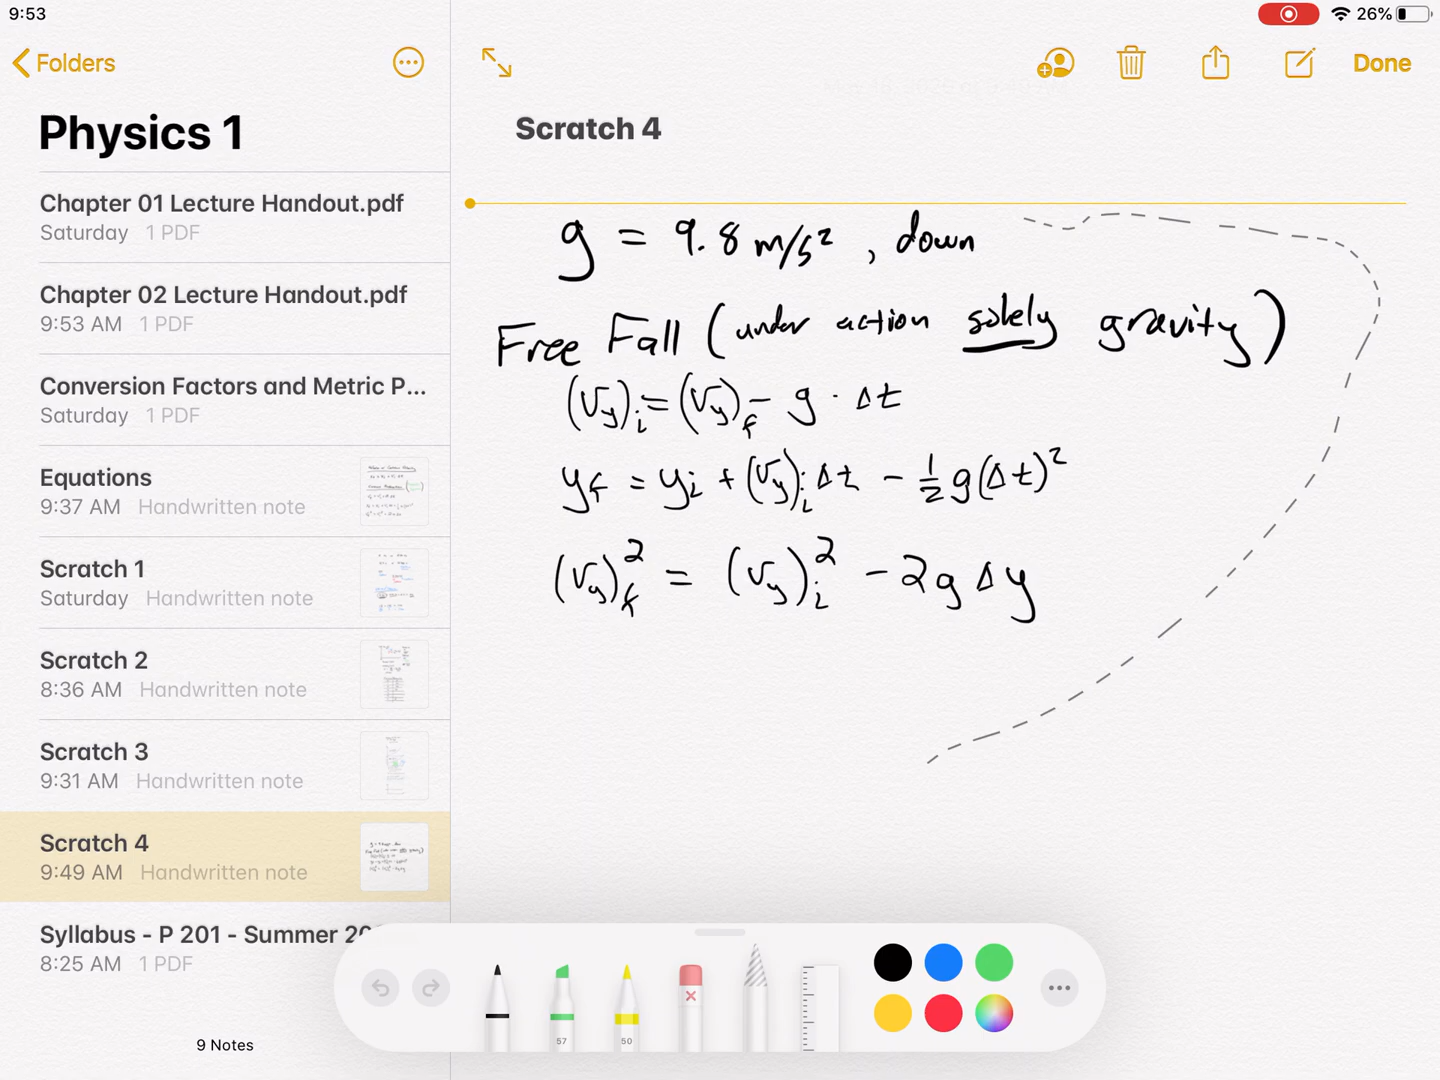 9:53
26%
Folders
Physics 1
Chapter 01 Lecture Handout.pdf
Saturday 1 PDF
Chapter 02 Lecture Handout.pdf
9:53 AM 1 PDF
Conversion Factors and Metric P...
Saturday 1 PDF
Equations
9:37 AM Handwritten note
Scratch 1
Saturday Handwritten note
Scratch 2
8:36 AM Handwritten note
Scratch 3
9:31 AM Handwritten note
Scratch 4
9:49 AM Handwritten note
Syllabus - P 201 - Summer 20
8:25 AM 1 PDF
9 Notes
Done
Scratch 4
g = 9.8 m/s², down
Free Fall (under action solely gravity)
(Vy)i = (Vy)f - g · Δt
yf = yi + (Vy)i Δt - 1/2 g(Δt)²
(Vy)f² = (Vy)i² - 2g Δy
57
50